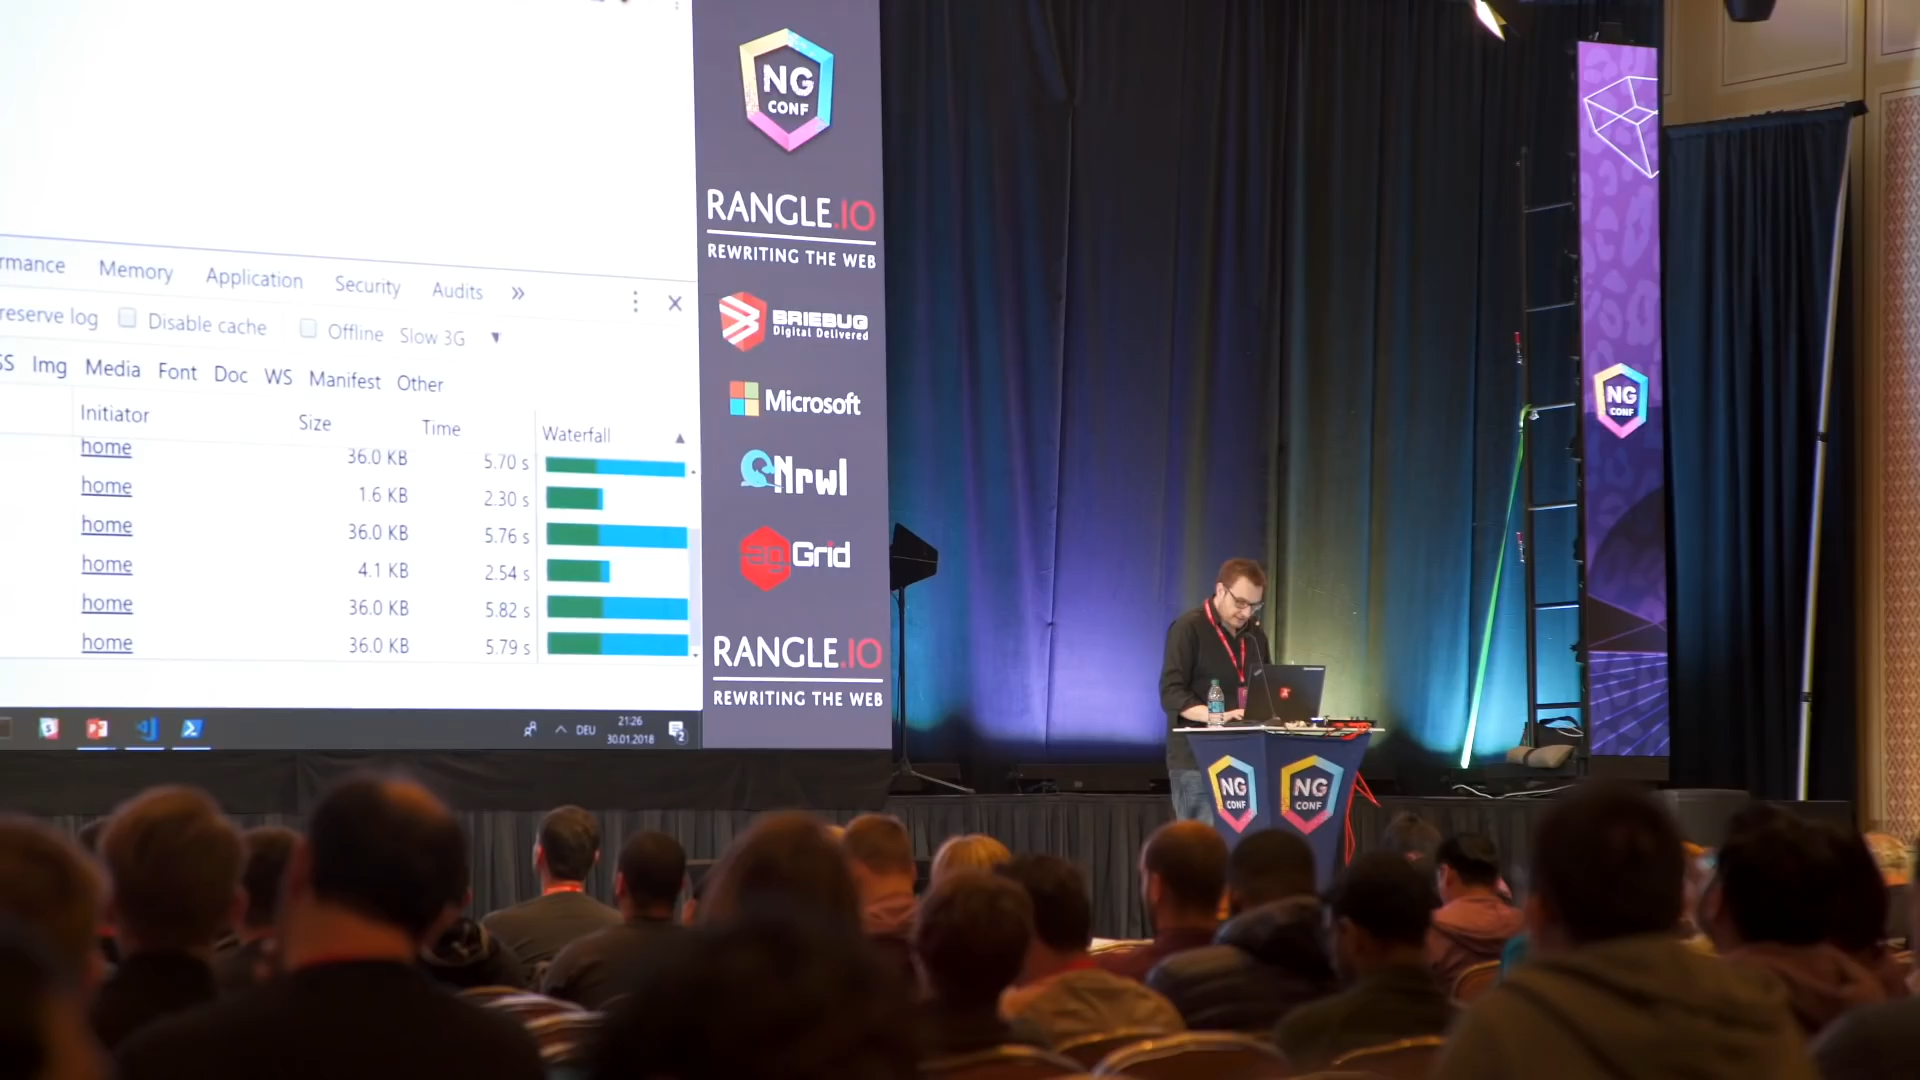 rmance Memory Application Security Audits »
reserve log Disable cache Offline Slow 3G
SS Img Media Font Doc WS Manifest Other
Initiator Size Time Waterfall
home 36.0 KB 5.70 s
home 1.6 KB 2.30 s
home 36.0 KB 5.76 s
home 4.1 KB 2.54 s
home 36.0 KB 5.82 s
home 36.0 KB 5.79 s
DEU
21:26
30.01.2018
2
NG
CONF
RANGLE.IO
REWRITING THE WEB
BRIEBUG
Digital Delivered
Microsoft
Nrwl
agGrid
RANGLE.IO
REWRITING THE WEB
NG
CONF
NG
CONF
NG
CONF